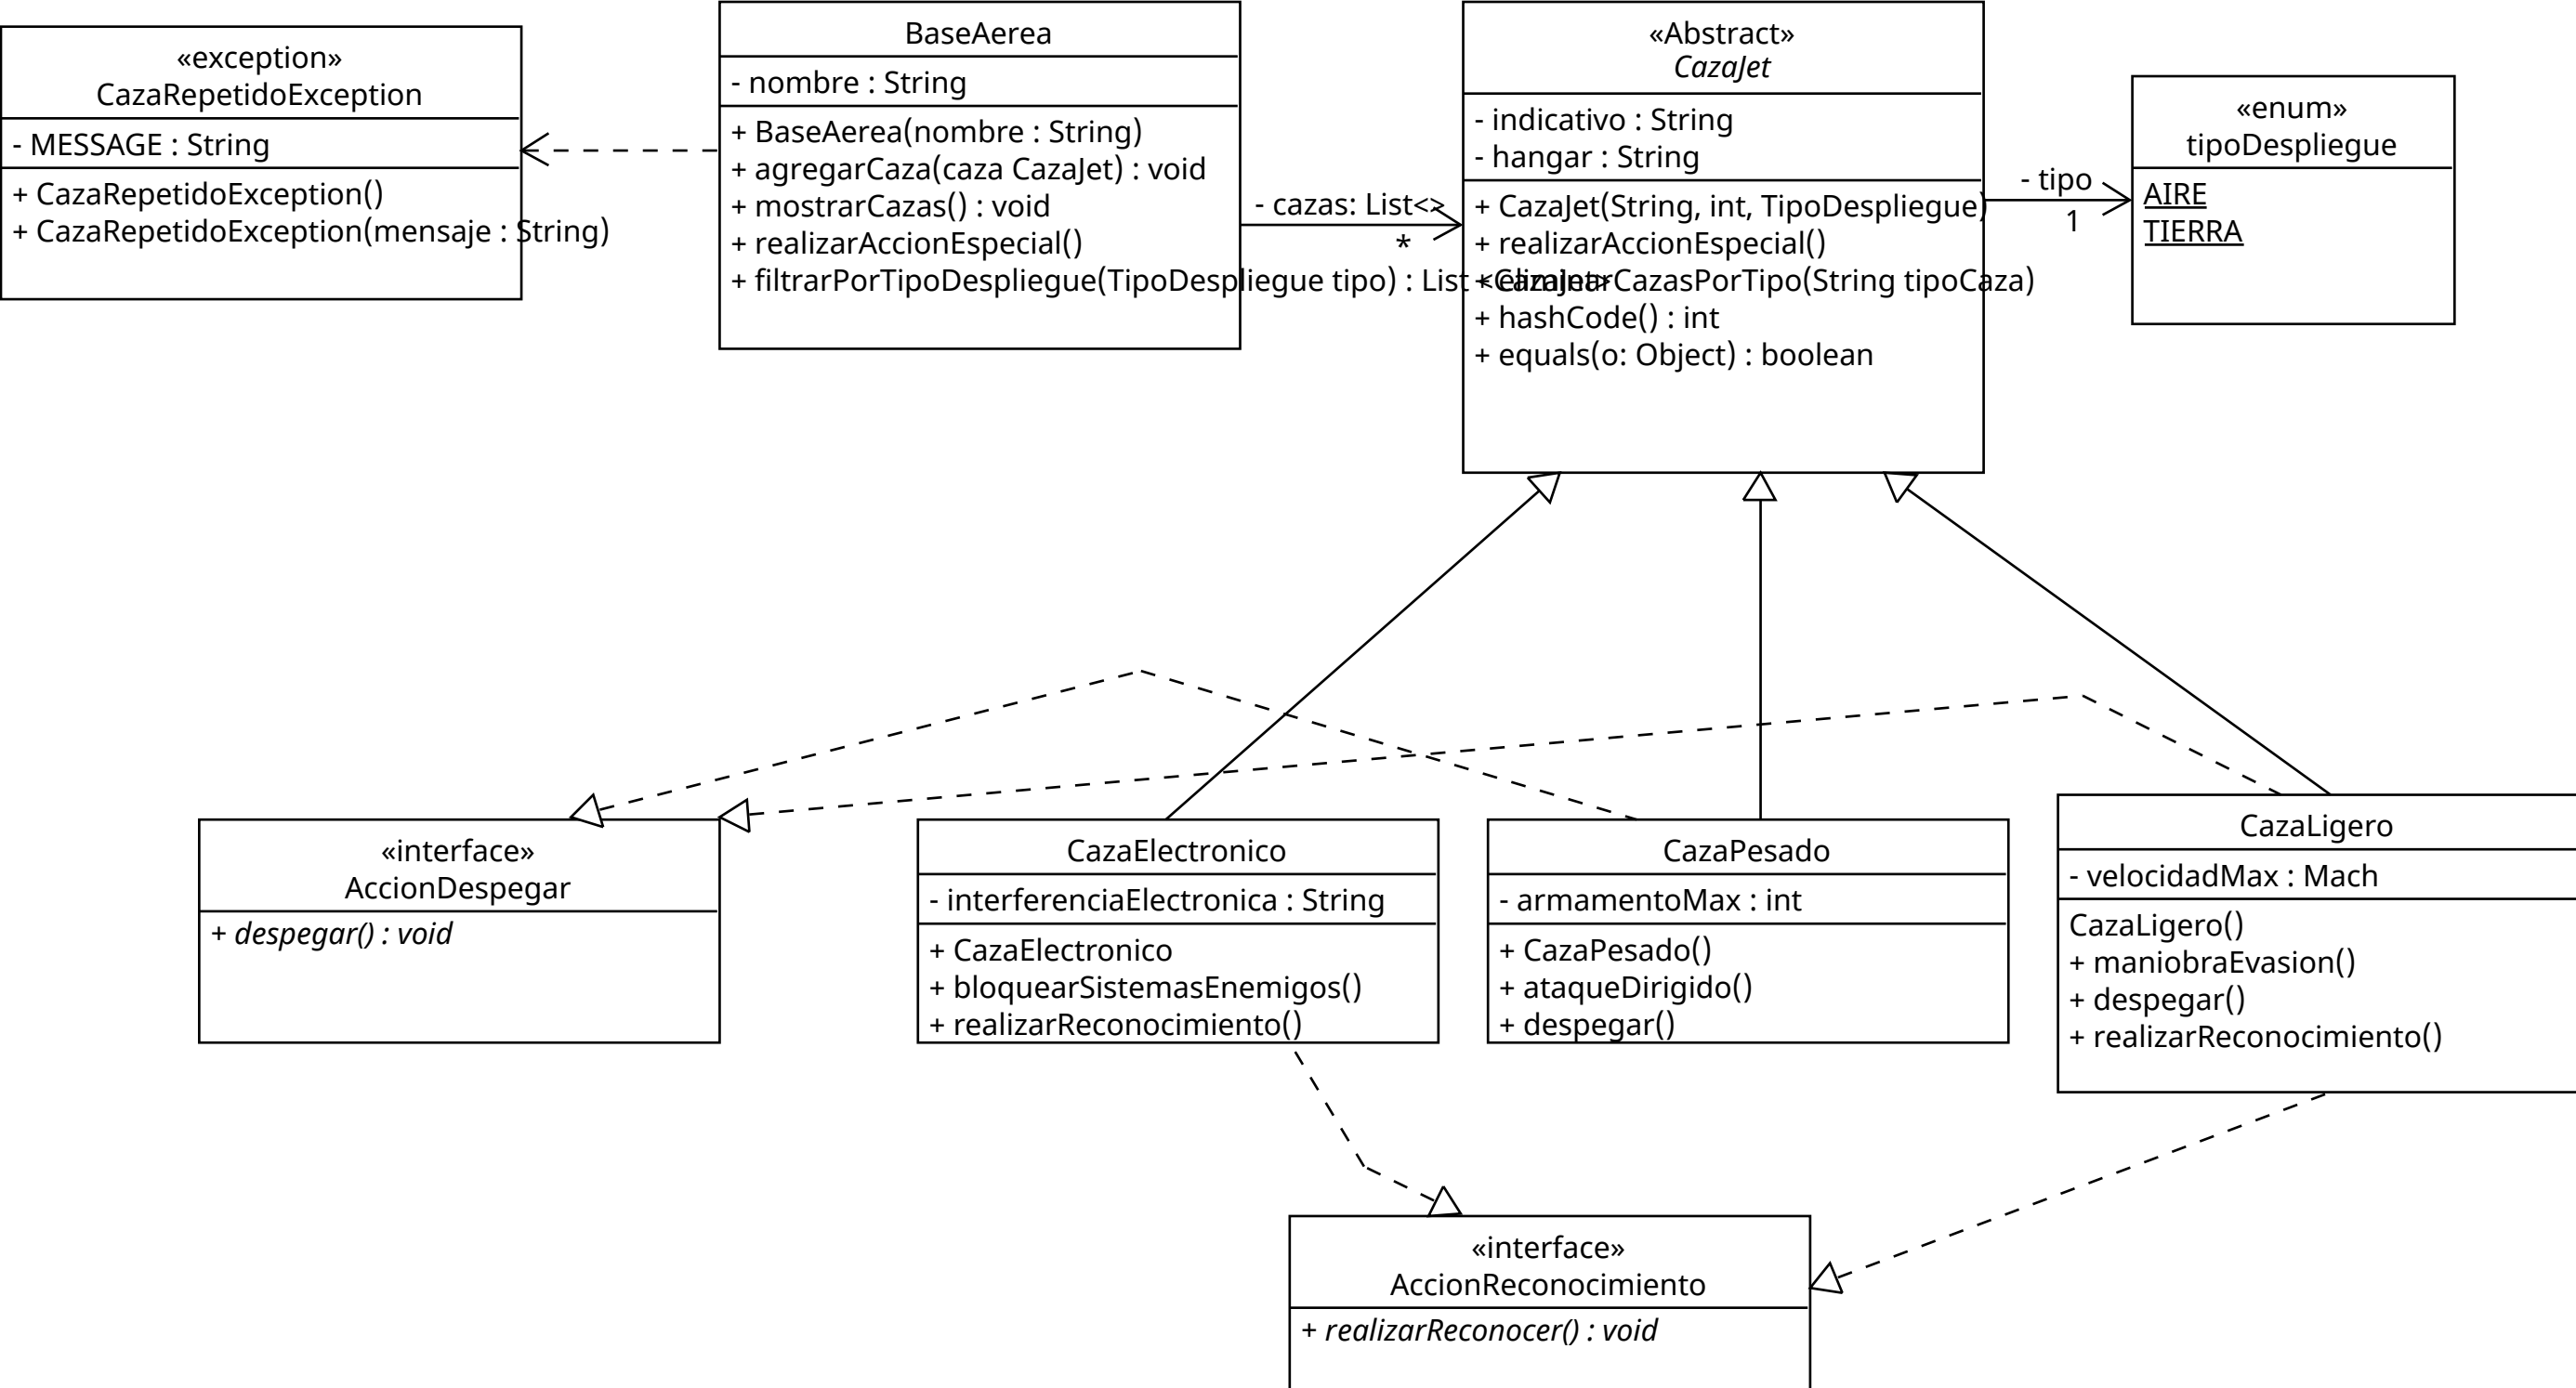 «exception»
CazaRepetidoException
- MESSAGE : String
+ CazaRepetidoException()
+ CazaRepetidoException(mensaje : String)
BaseAerea
- nombre : String
+ BaseAerea(nombre : String)
+ agregarCaza(caza CazaJet) : void
+ mostrarCazas() : void
+ realizarAccionEspecial()
+ filtrarPorTipoDespliegue(TipoDespliegue tipo) : List <CazaJet>
- cazas: List<>
*
«Abstract»
CazaJet
- indicativo : String
- hangar : String
+ CazaJet(String, int, TipoDespliegue)
+ realizarAccionEspecial()
+ eliminarCazasPorTipo(String tipoCaza)
+ hashCode() : int
+ equals(o: Object) : boolean
- tipo
1
«enum»
tipoDespliegue
AIRE
TIERRA
«interface»
AccionDespegar
+ despegar() : void
CazaElectronico
- interferenciaElectronica : String
+ CazaElectronico
+ bloquearSistemasEnemigos()
+ realizarReconocimiento()
CazaPesado
- armamentoMax : int
+ CazaPesado()
+ ataqueDirigido()
+ despegar()
CazaLigero
- velocidadMax : Mach
CazaLigero()
+ maniobraEvasion()
+ despegar()
+ realizarReconocimiento()
«interface»
AccionReconocimiento
+ realizarReconocer() : void